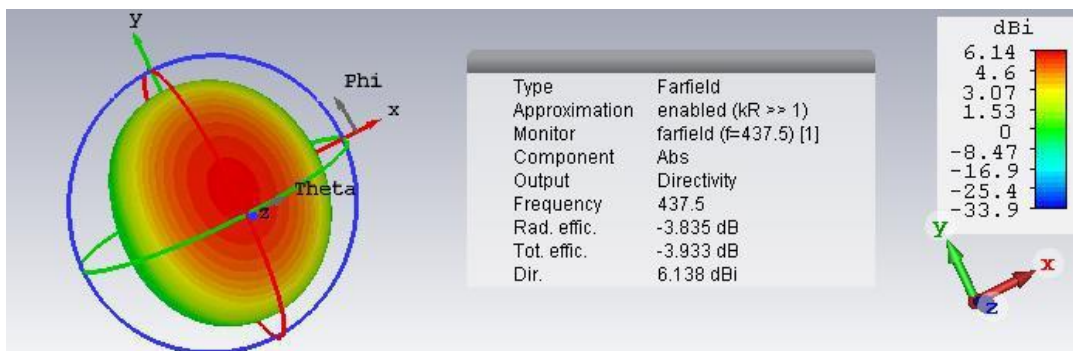 y
Phi
x
Theta
z
Type Farfield
Approximation enabled (kR >> 1)
Monitor farfield (f=437.5) [1]
Component Abs
Output Directivity
Frequency 437.5
Rad. effic. -3.835 dB
Tot. effic. -3.933 dB
Dir. 6.138 dBi
dBi
6.14
4.6
3.07
1.53
0
-8.47
-16.9
-25.4
-33.9
y
x
z